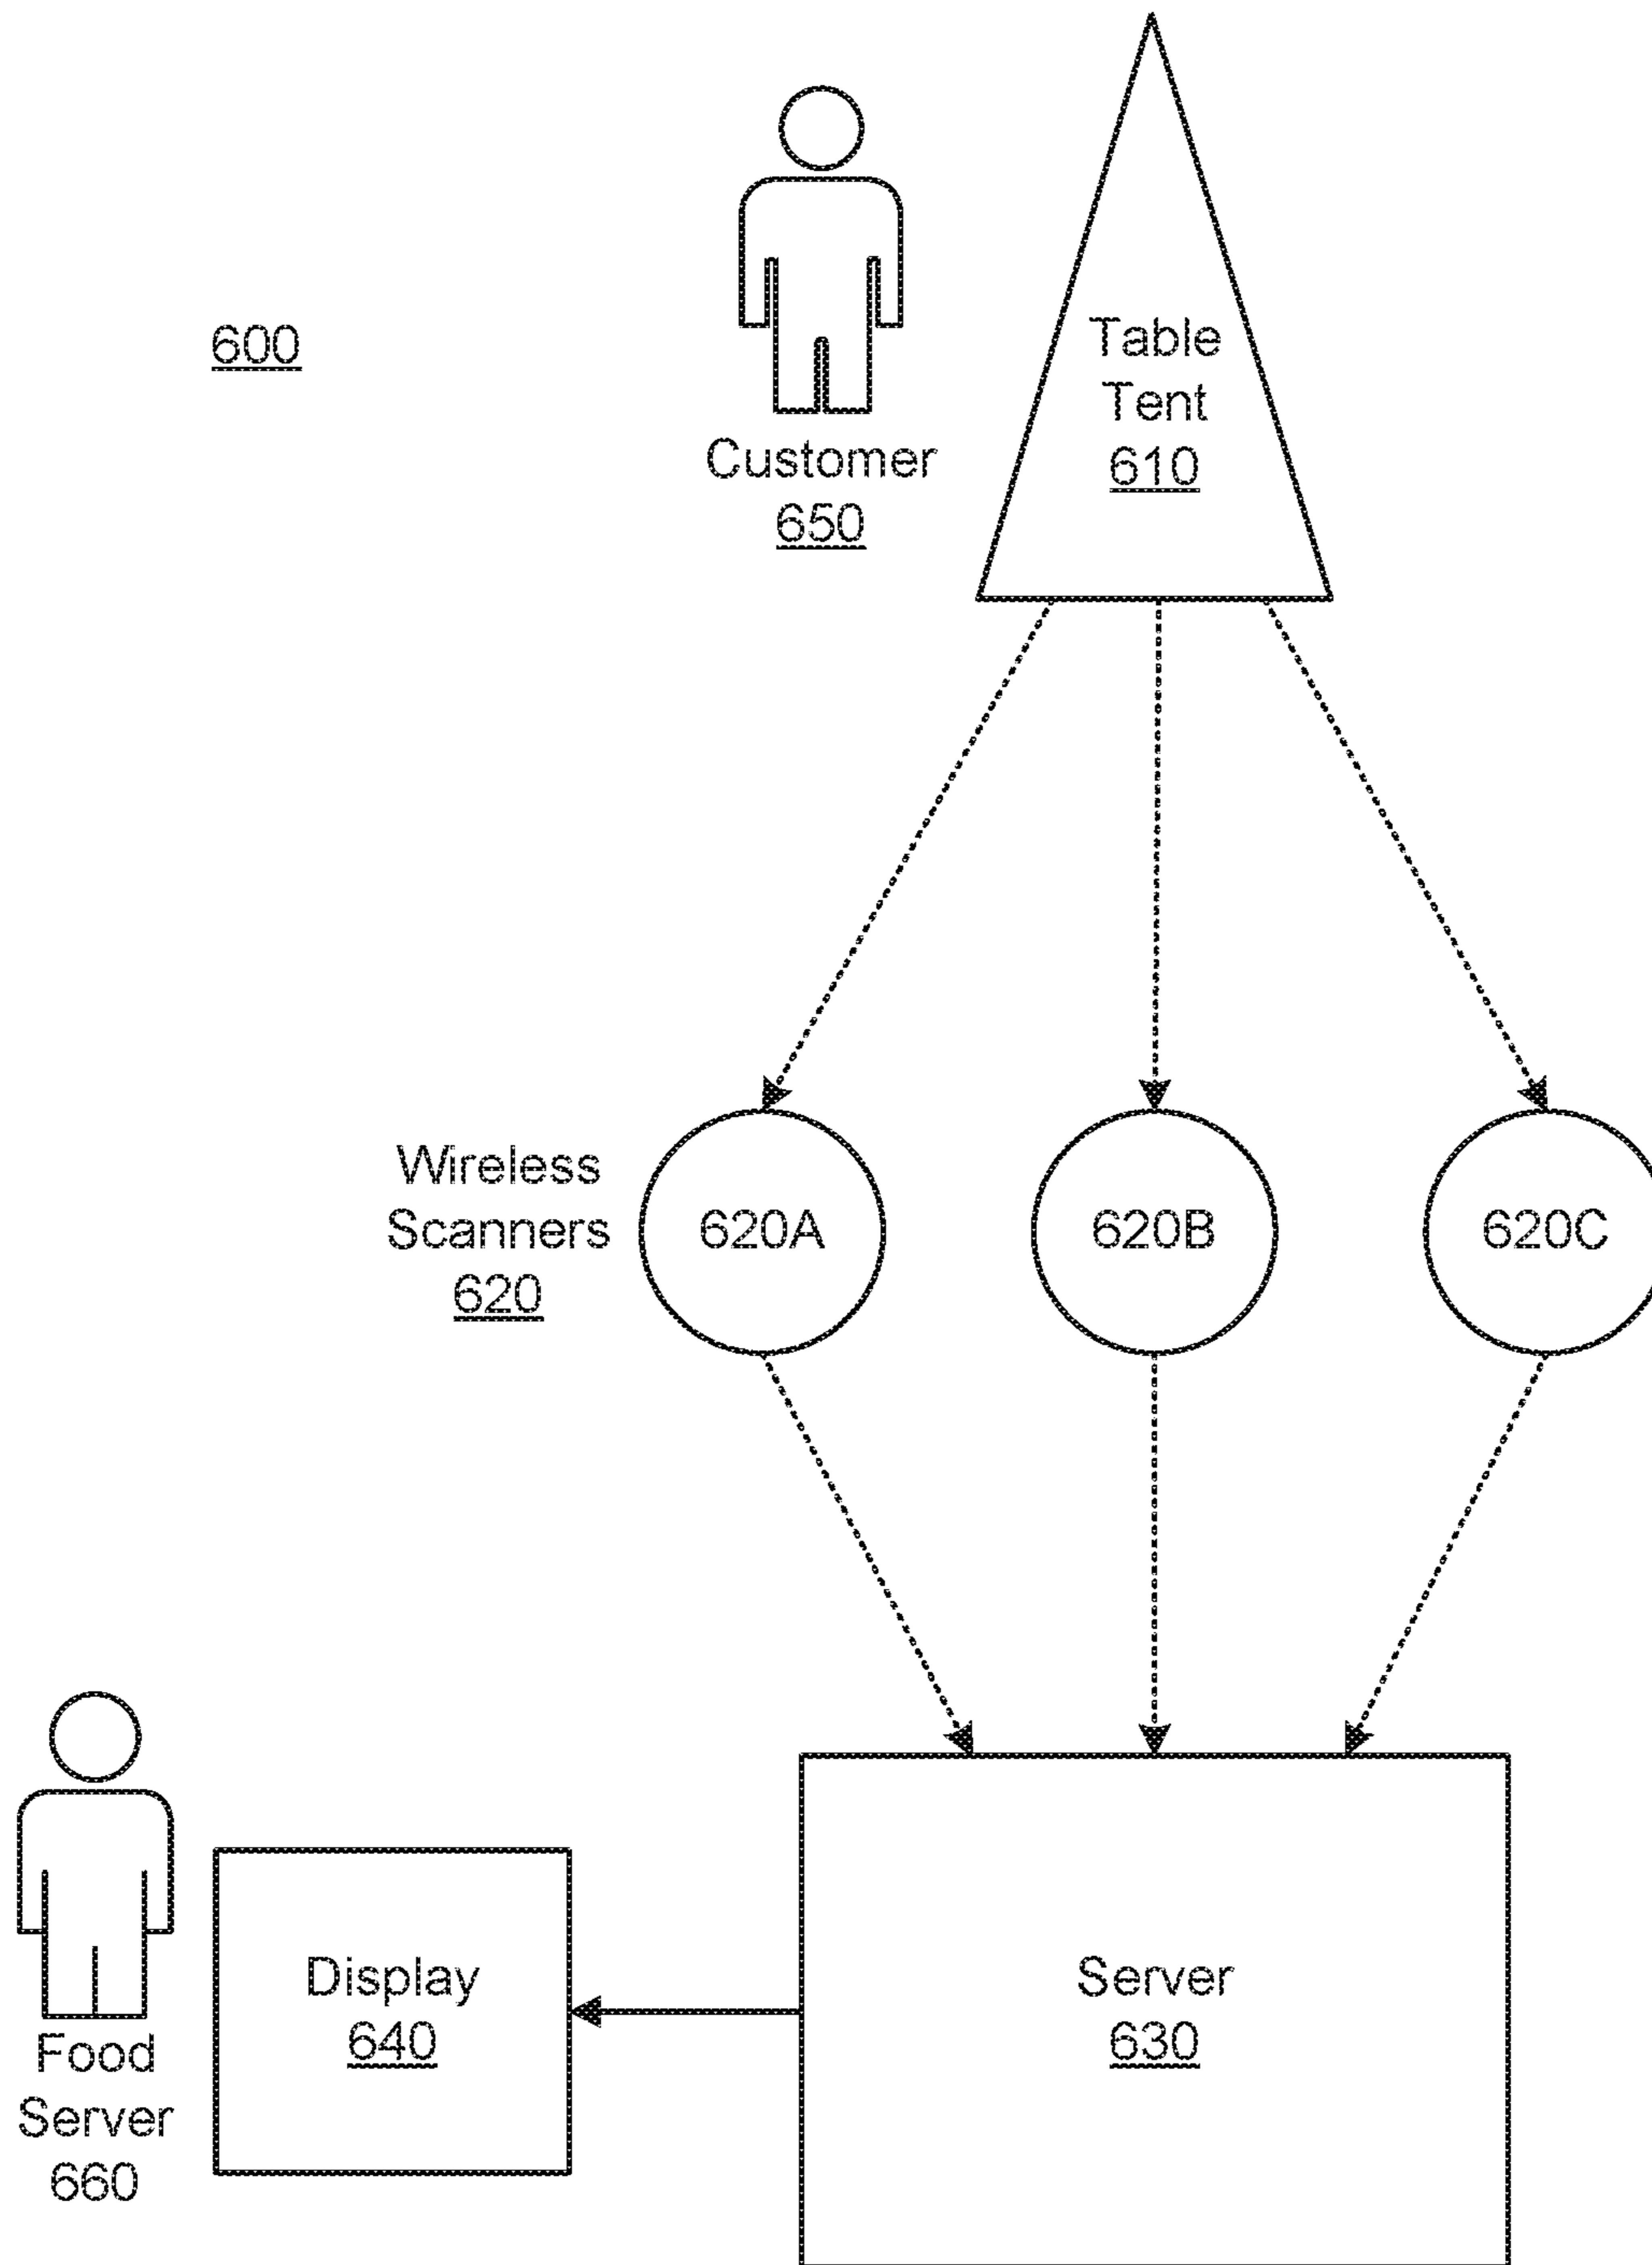 600
Customer
650
Table
Tent
610
Wireless
Scanners
620
620A
620B
620C
Food
Server
660
Display
640
Server
630